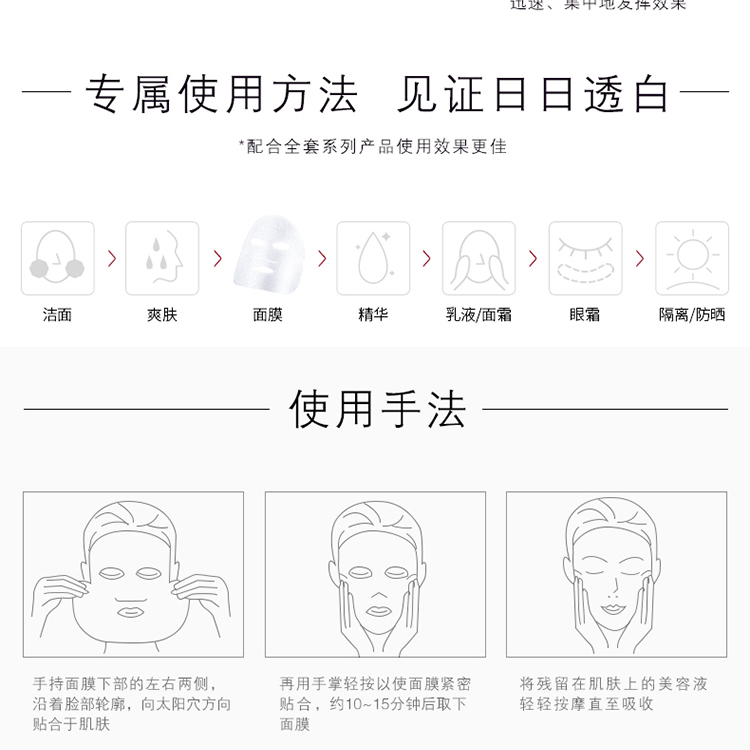 迅速、集中地发挥效果
专属使用方法 见证日日透白
*配合全套系列产品使用效果更佳
洁面 爽肤 面膜 精华 乳液/面霜 眼霜 隔离/防晒
使用手法
手持面膜下部的左右两侧，
沿着脸部轮廓，向太阳穴方向
贴合于肌肤
再用手掌轻按以使面膜紧密
贴合，约10~15分钟后取下
面膜
将残留在肌肤上的美容液
轻轻按摩直至吸收